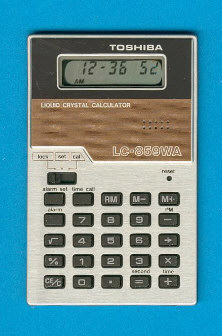 TOSHIBA
12-36 52
AM
LIQUID CRYSTAL CALCULATOR
LC-859WA
lock set cal
reset
alarm set time call
RM M- M+
alarm PM
7 8 9 -
√ 4 5 6 +
% 1 2 3 ×
second time
CE/C 0 • = ÷